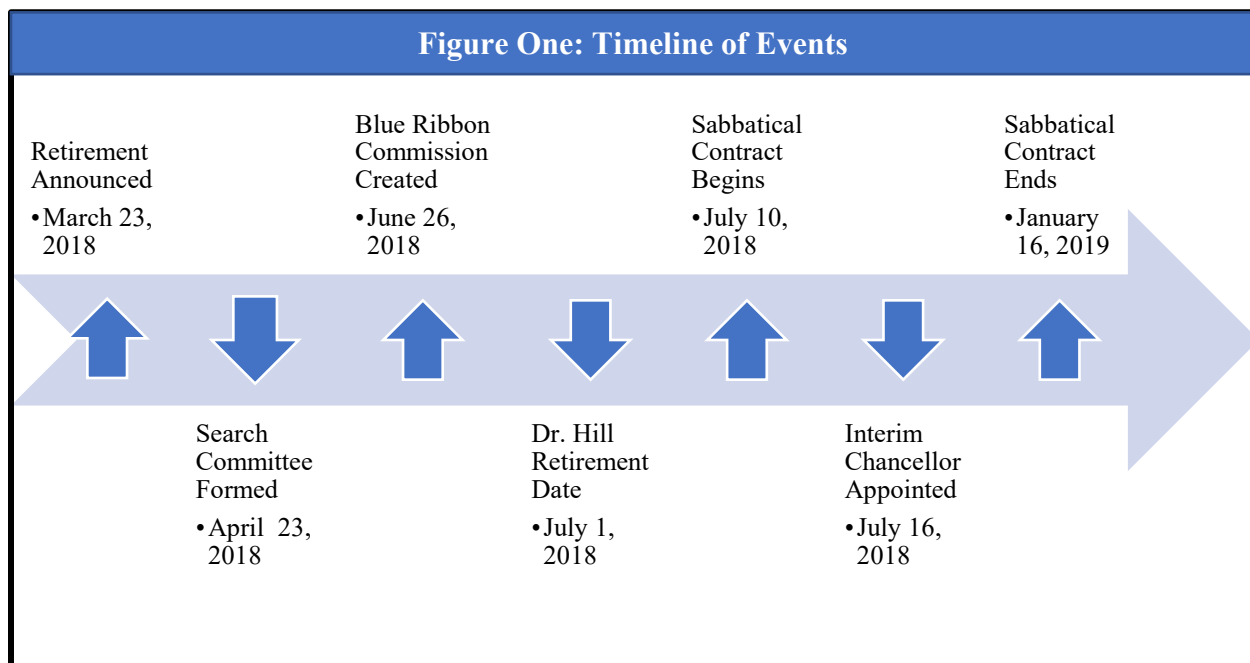 Figure One: Timeline of Events
Retirement
Announced
•March 23,
2018
Search
Committee
Formed
•April 23,
2018
Blue Ribbon
Commission
Created
•June 26,
2018
Dr. Hill
Retirement
Date
•July 1,
2018
Sabbatical
Contract
Begins
•July 10,
2018
Interim
Chancellor
Appointed
•July 16,
2018
Sabbatical
Contract
Ends
•January
16, 2019